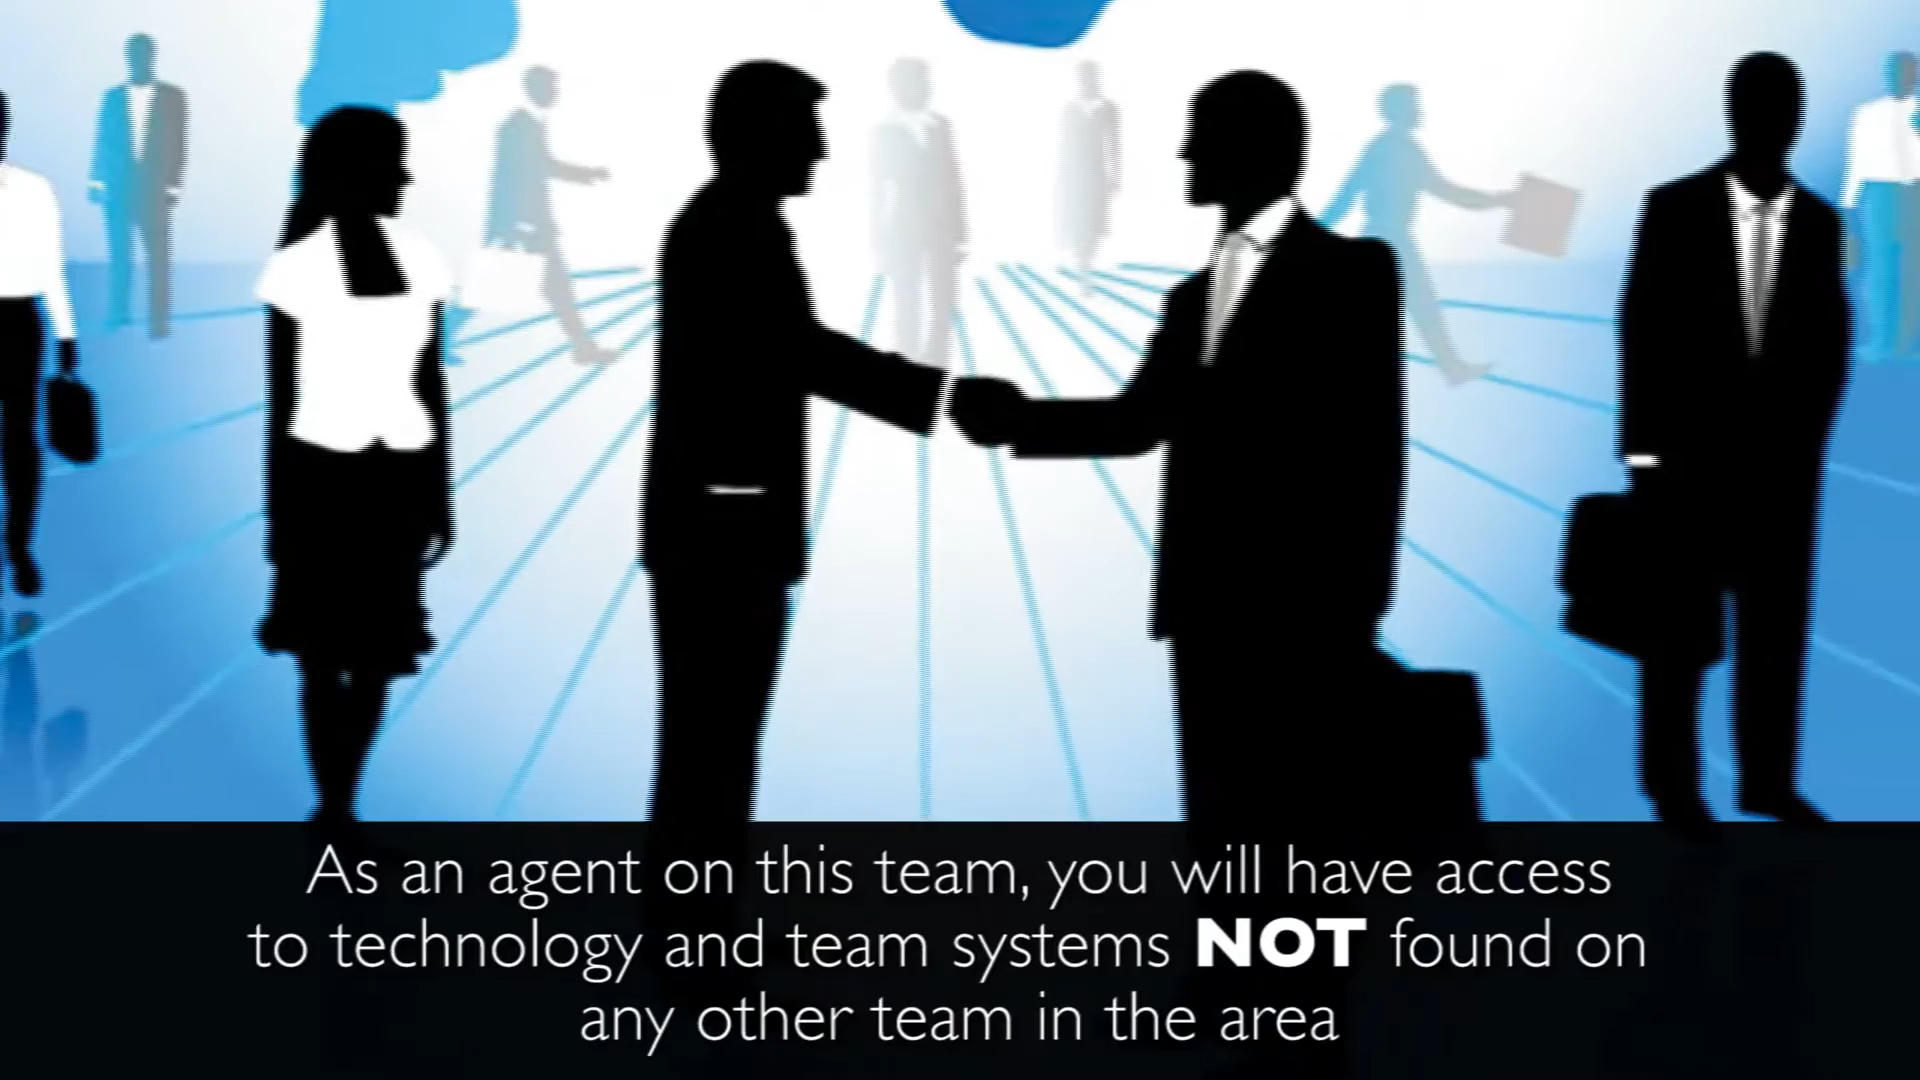 As an agent on this team, you will have access
to technology and team systems NOT found on
any other team in the area